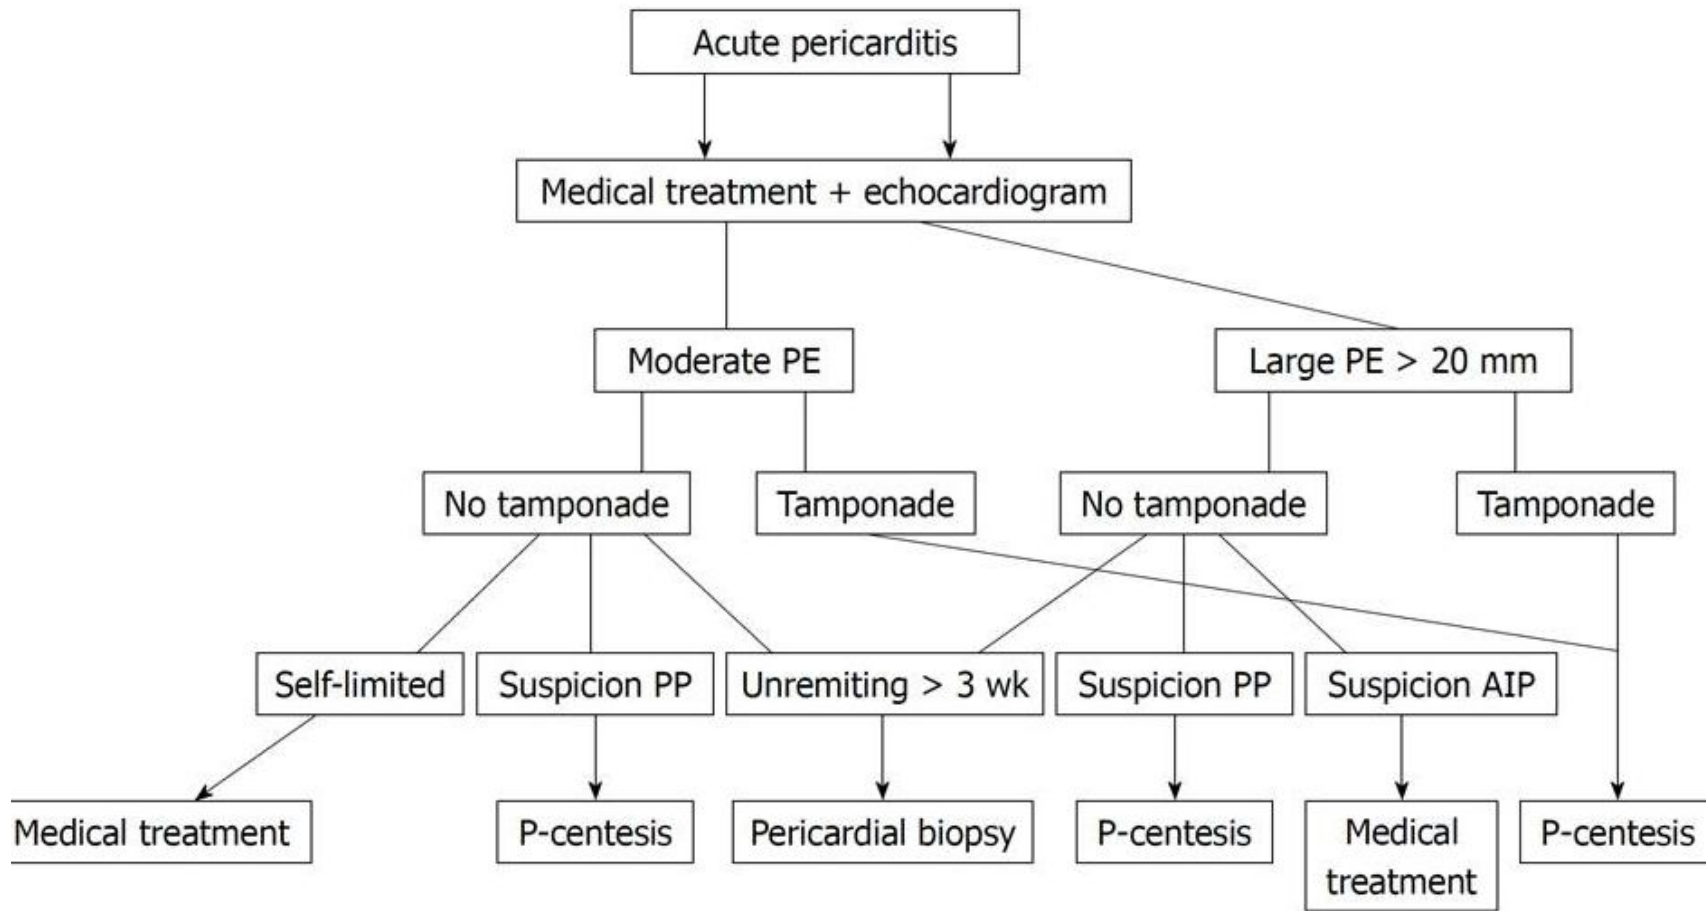 Acute pericarditis
Medical treatment + echocardiogram
Moderate PE
Large PE > 20 mm
No tamponade
Tamponade
No tamponade
Tamponade
Self-limited
Suspicion PP
Unremiting > 3 wk
Suspicion PP
Suspicion AIP
Medical treatment
P-centesis
Pericardial biopsy
P-centesis
Medical
treatment
P-centesis